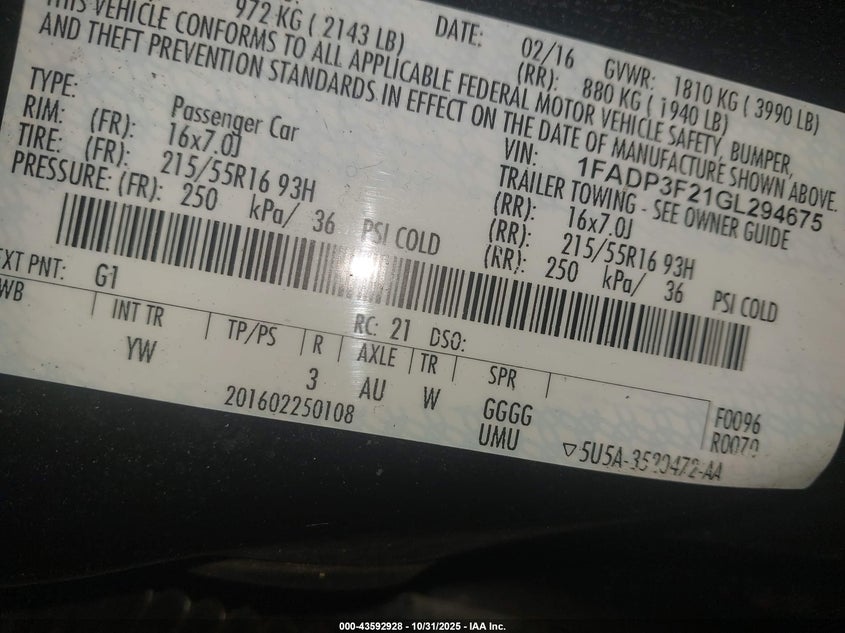 DATE: 02/16 GVWR: 1810 KG ( 3990 LB)
972 KG ( 2143 LB) (RR): 880 KG ( 1940 LB)
THIS VEHICLE CONFORMS TO ALL APPLICABLE FEDERAL MOTOR VEHICLE SAFETY, BUMPER,
AND THEFT PREVENTION STANDARDS IN EFFECT ON THE DATE OF MANUFACTURE SHOWN ABOVE.
VIN: 1FADP3F21GL294675
TYPE: Passenger Car TRAILER TOWING - SEE OWNER GUIDE
RIM: (FR): 16x7.0J (RR): 16x7.0J
TIRE: (FR): 215/55R16 93H (RR): 215/55R16 93H
PRESSURE: (FR): 250 kPa/ 36 PSI COLD (RR): 250 kPa/ 36 PSI COLD
EXT PNT: G1 RC: 21 DSO:
WB INT TR TP/PS R AXLE TR SPR
YW 3 AU W GGGG F0096
201602250108 UMU
▽5U5A-3520472-AA
000-43592928 - 10/31/2025 - IAA Inc.